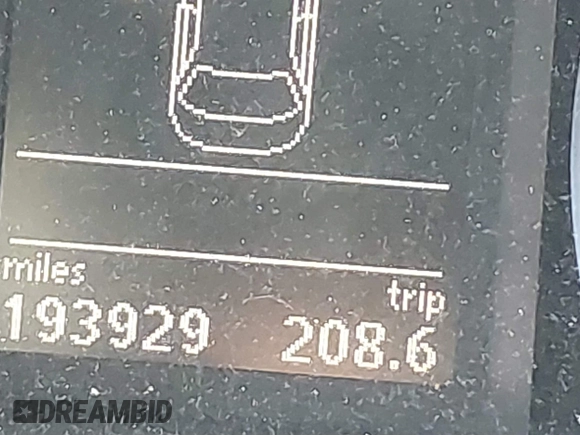 miles
trip
193929
208.6
DREAMBID